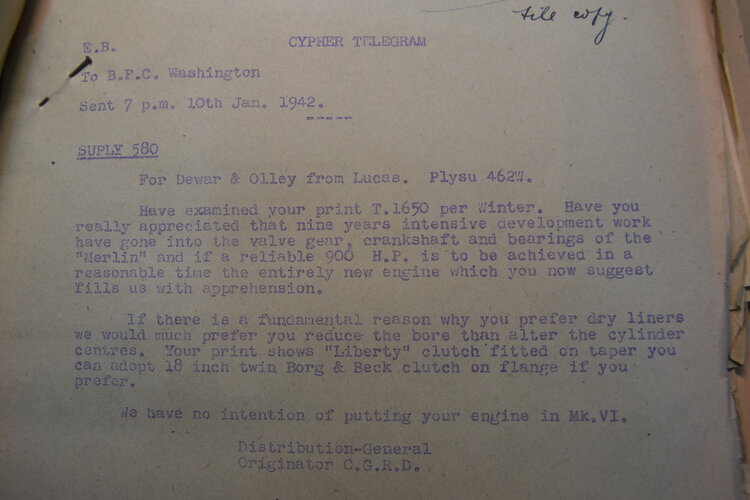 file copy.
E.B. CYPHER TELEGRAM
To B.P.C. Washington
Sent 7 p.m. 10th Jan. 1942.
SUPLY 580
For Dewar & Olley from Lucas. Plysu 462W.
Have examined your print T.1650 per Winter. Have you
really appreciated that nine years intensive development work
have gone into the valve gear, crankshaft and bearings of the
"Merlin" and if a reliable 900 H.P. is to be achieved in a
reasonable time the entirely new engine which you now suggest
fills us with apprehension.
If there is a fundamental reason why you prefer dry liners
we would much prefer you reduce the bore than alter the cylinder
centres. Your print shows "Liberty" clutch fitted on taper you
can adopt 18 inch twin Borg & Beck clutch on flange if you
prefer.
We have no intention of putting your engine in Mk.VI.
Distribution-General
Originator C.G.R.D.